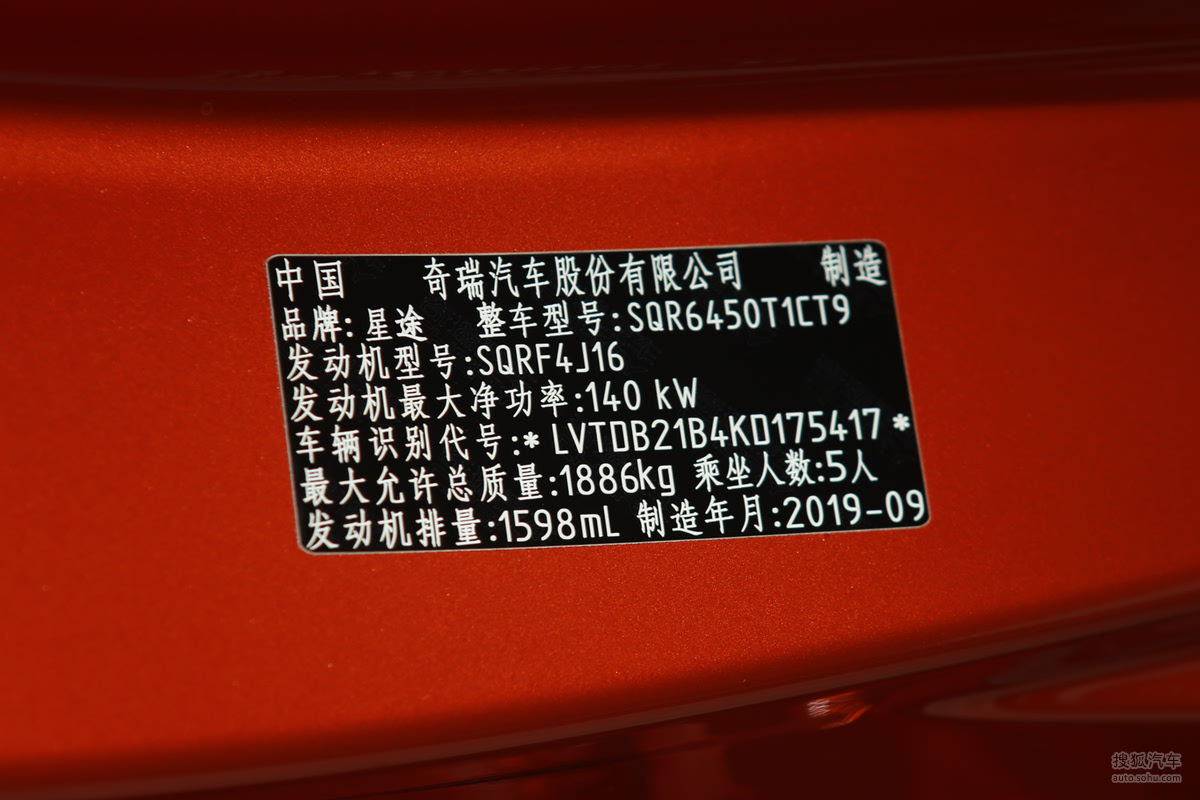 中国 奇瑞汽车股份有限公司 制造
品牌:星途 整车型号:SQR6450T1CT9
发动机型号:SQRF4J16
发动机最大净功率:140 kW
车辆识别代号:*LVTDB21B4KD175417*
最大允许总质量:1886kg 乘坐人数:5人
发动机排量:1598mL 制造年月:2019-09
搜狐汽车
auto.sohu.com